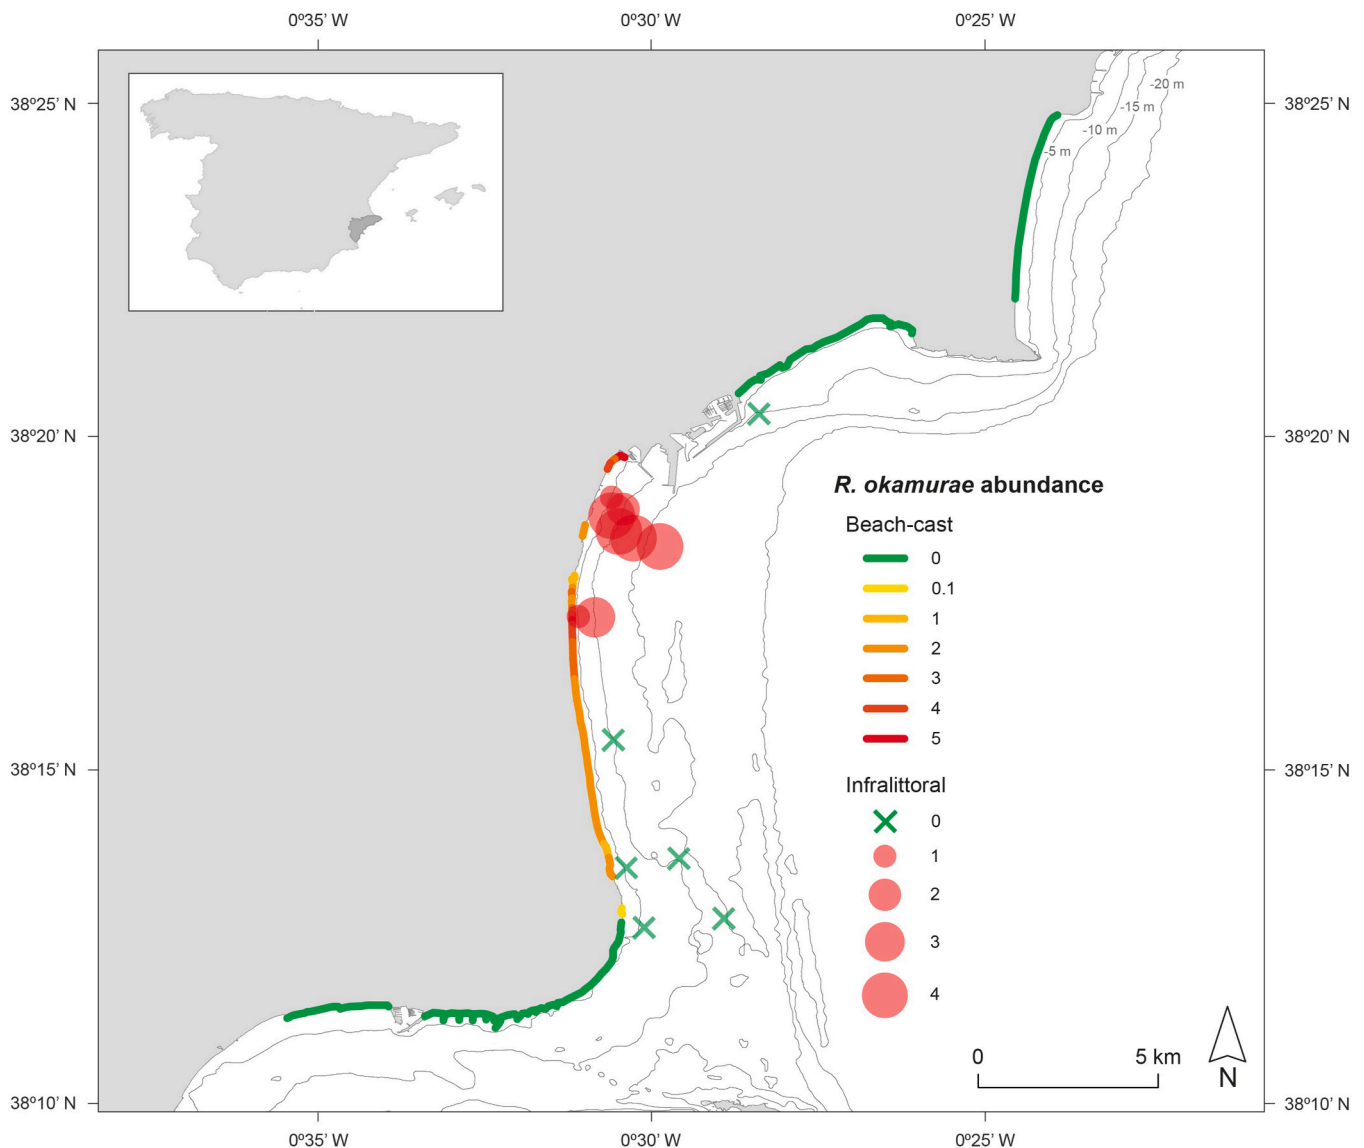 0º35’ W 0º30’ W 0º25’ W
38º25’ N 38º25’ N
-20 m
-15 m
-10 m
-5 m
38º20’ N 38º20’ N
R. okamurae abundance
Beach-cast
0
0.1
1
2
3
4
5
38º15’ N 38º15’ N
Infralittoral
0
1
2
3
4
0 5 km
N
38º10’ N 38º10’ N
0º35’ W 0º30’ W 0º25’ W